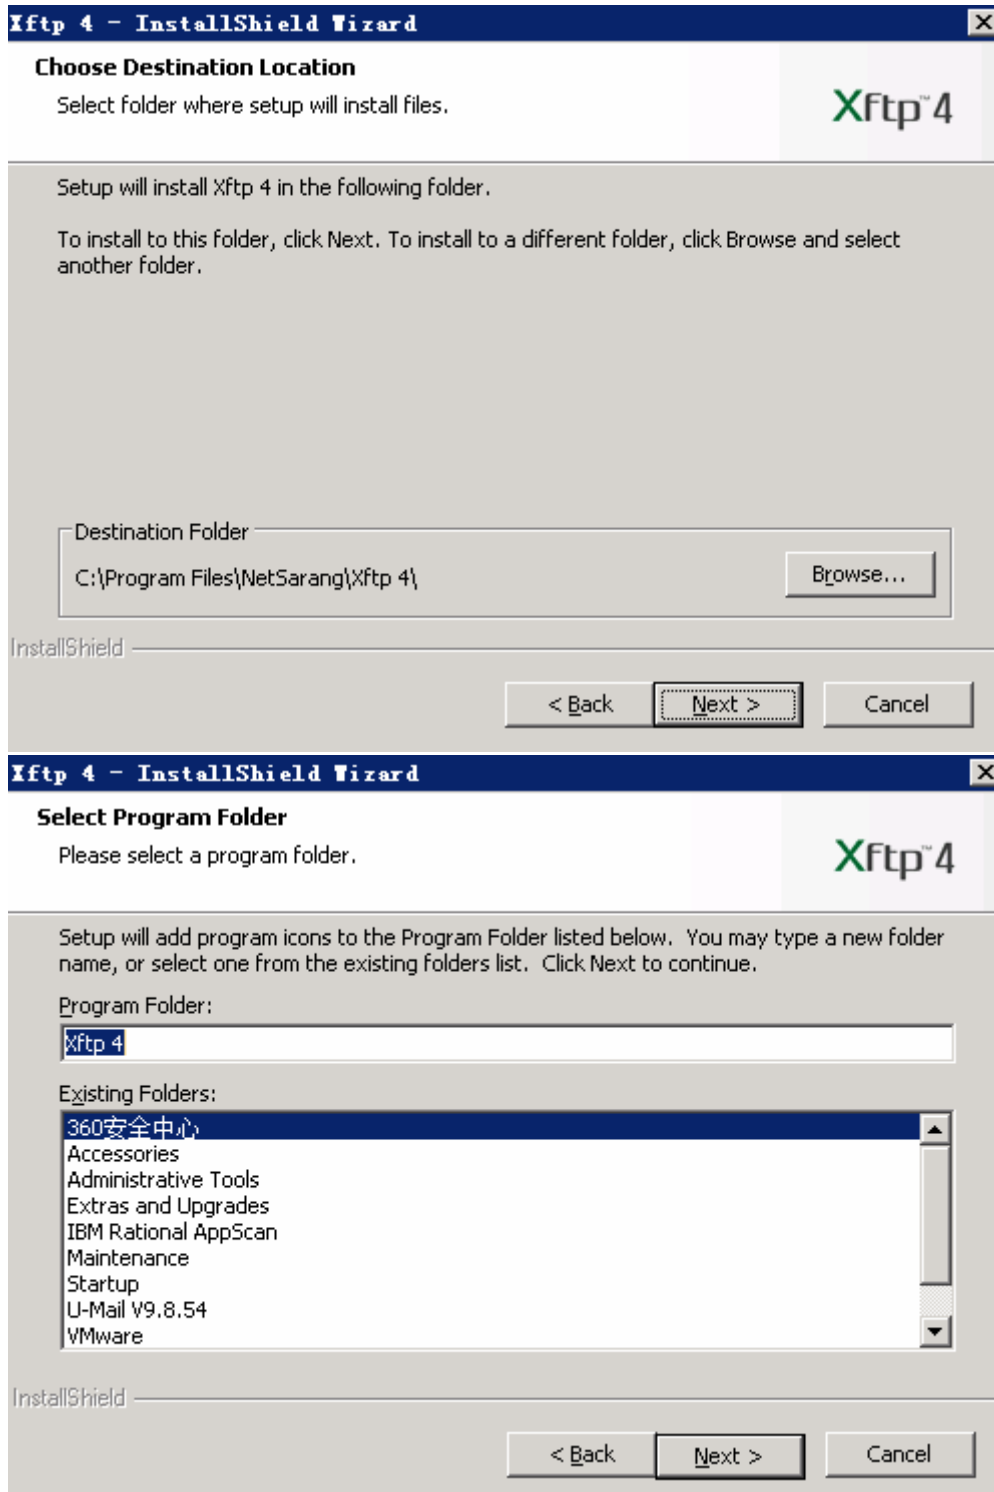 Xftp 4 - InstallShield Wizard
Choose Destination Location
Select folder where setup will install files.
Xftp™4
Setup will install Xftp 4 in the following folder.
To install to this folder, click Next. To install to a different folder, click Browse and select
another folder.
Destination Folder
C:\Program Files\NetSarang\Xftp 4\
Browse...
InstallShield
< Back
Next >
Cancel
Xftp 4 - InstallShield Wizard
Select Program Folder
Please select a program folder.
Xftp™4
Setup will add program icons to the Program Folder listed below.  You may type a new folder
name, or select one from the existing folders list.  Click Next to continue.
Program Folder:
Xftp 4
Existing Folders:
360安全中心
Accessories
Administrative Tools
Extras and Upgrades
IBM Rational AppScan
Maintenance
Startup
U-Mail V9.8.54
VMware
InstallShield
< Back
Next >
Cancel